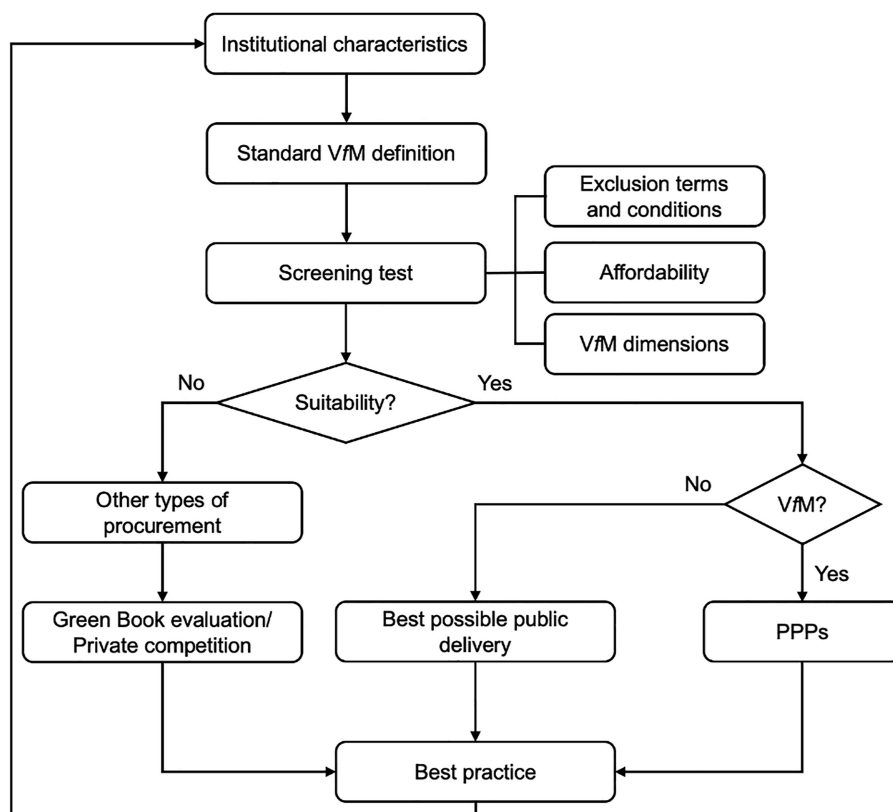 Institutional characteristics
Standard VfM definition
Exclusion terms
and conditions
Screening test
Affordability
VfM dimensions
No
Yes
Suitability?
Other types of
procurement
No
VfM?
Yes
Green Book evaluation/
Private competition
Best possible public
delivery
PPPs
Best practice